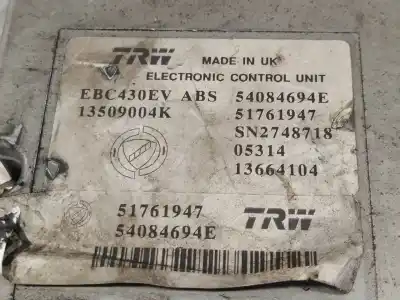 TRW MADE IN UK
ELECTRONIC CONTROL UNIT
EBC430EV ABS 54084694E
13509004K 51761947
SN2748718
05314
13664104
51761947 TRW
54084694E